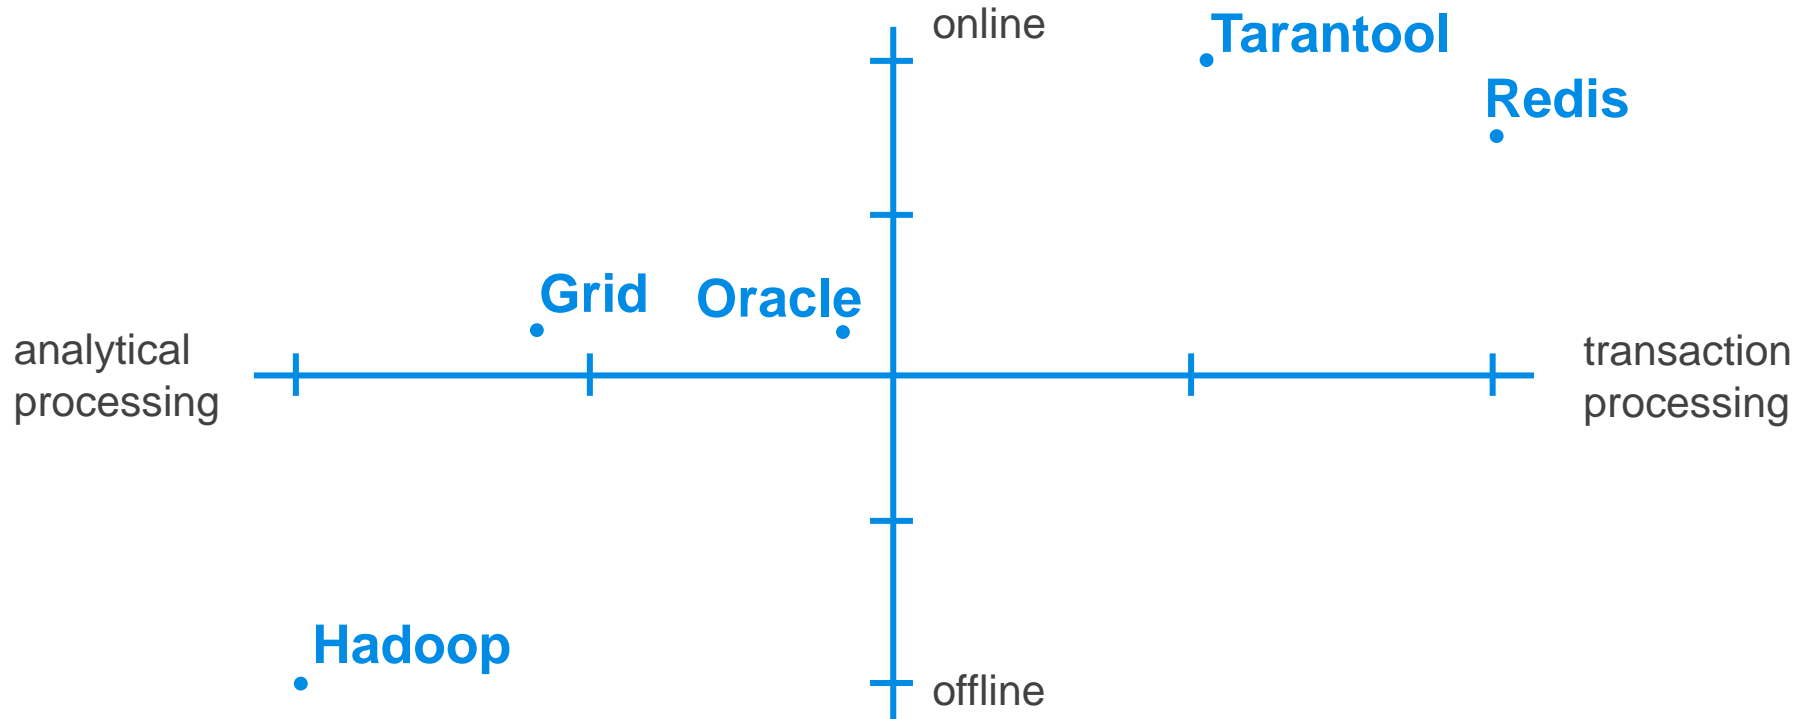 online
Tarantool
Redis
Grid
Oracle
analytical
processing
transaction
processing
Hadoop
offline